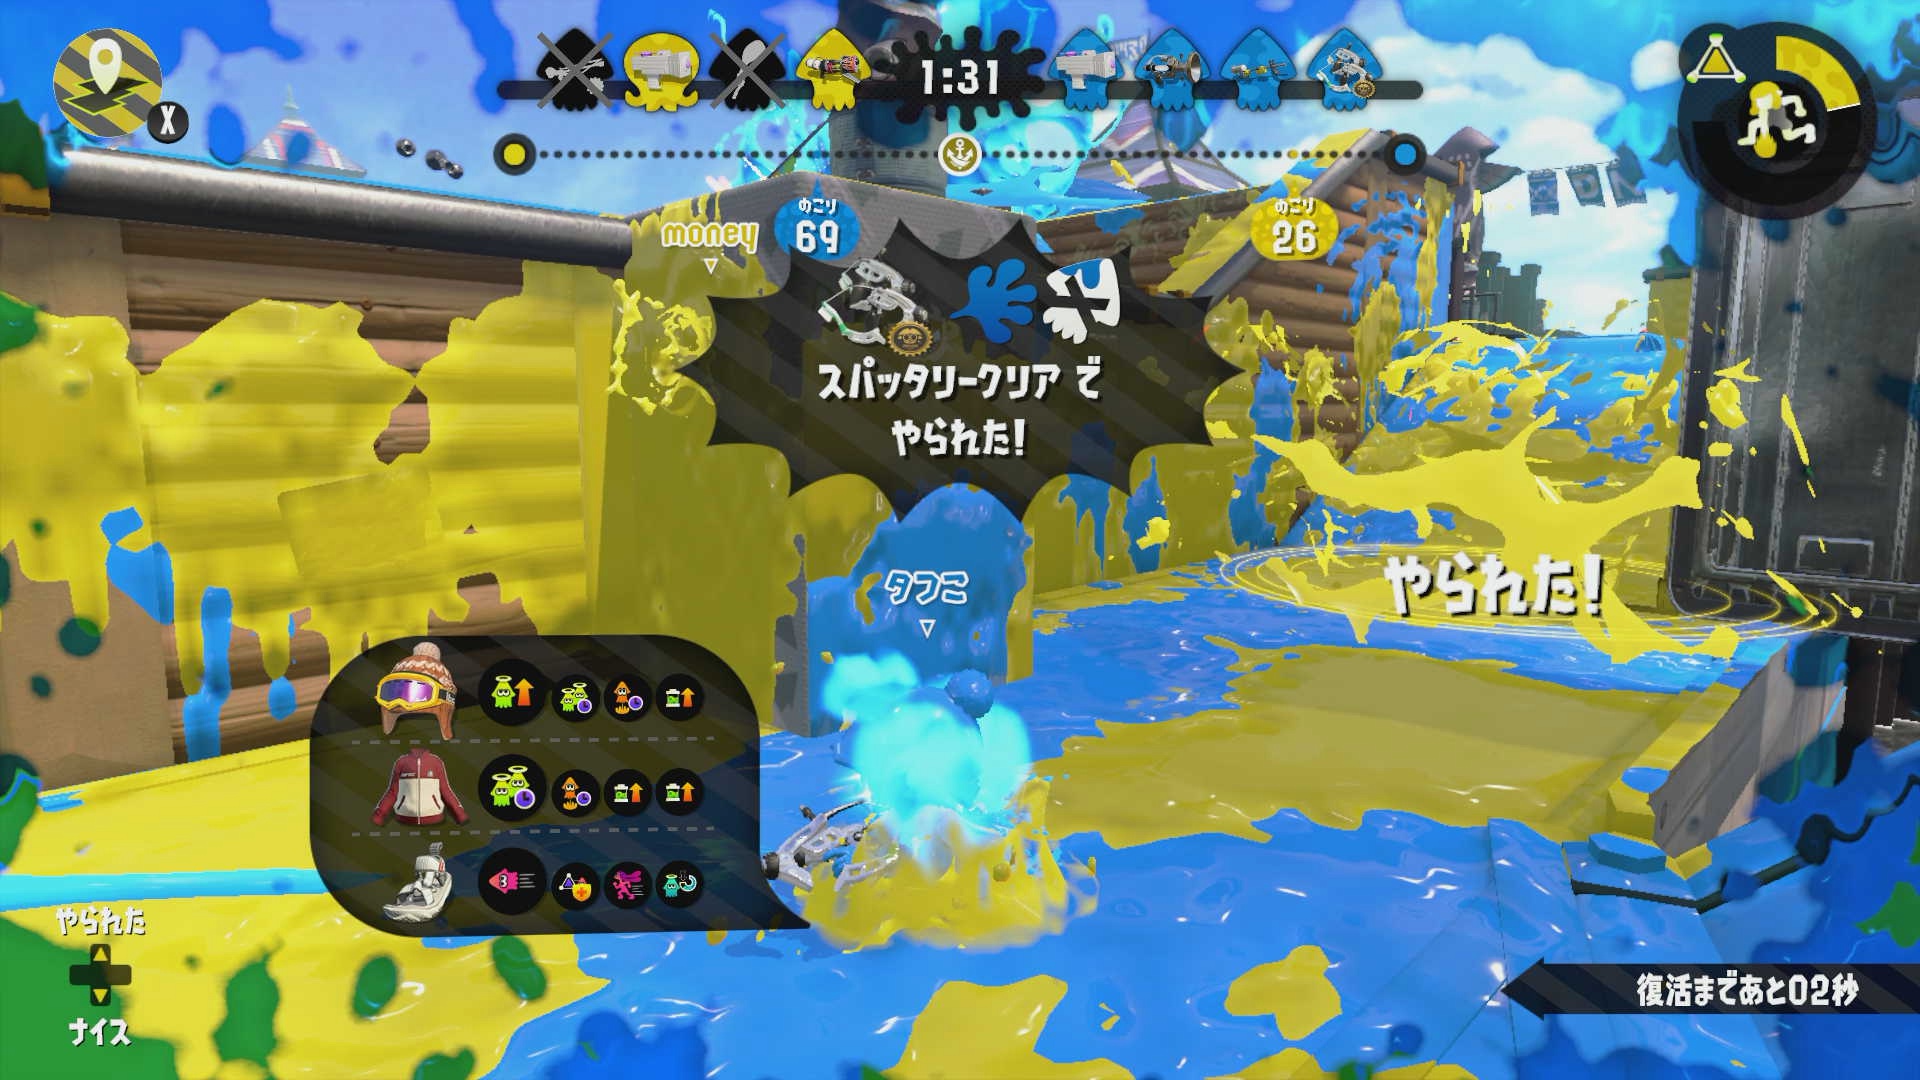 X
1:31
money
のこり
69
のこり
26
スパッタリークリア で
やられた!
タフこ
やられた!
やられた
ナイス
復活まであと02秒